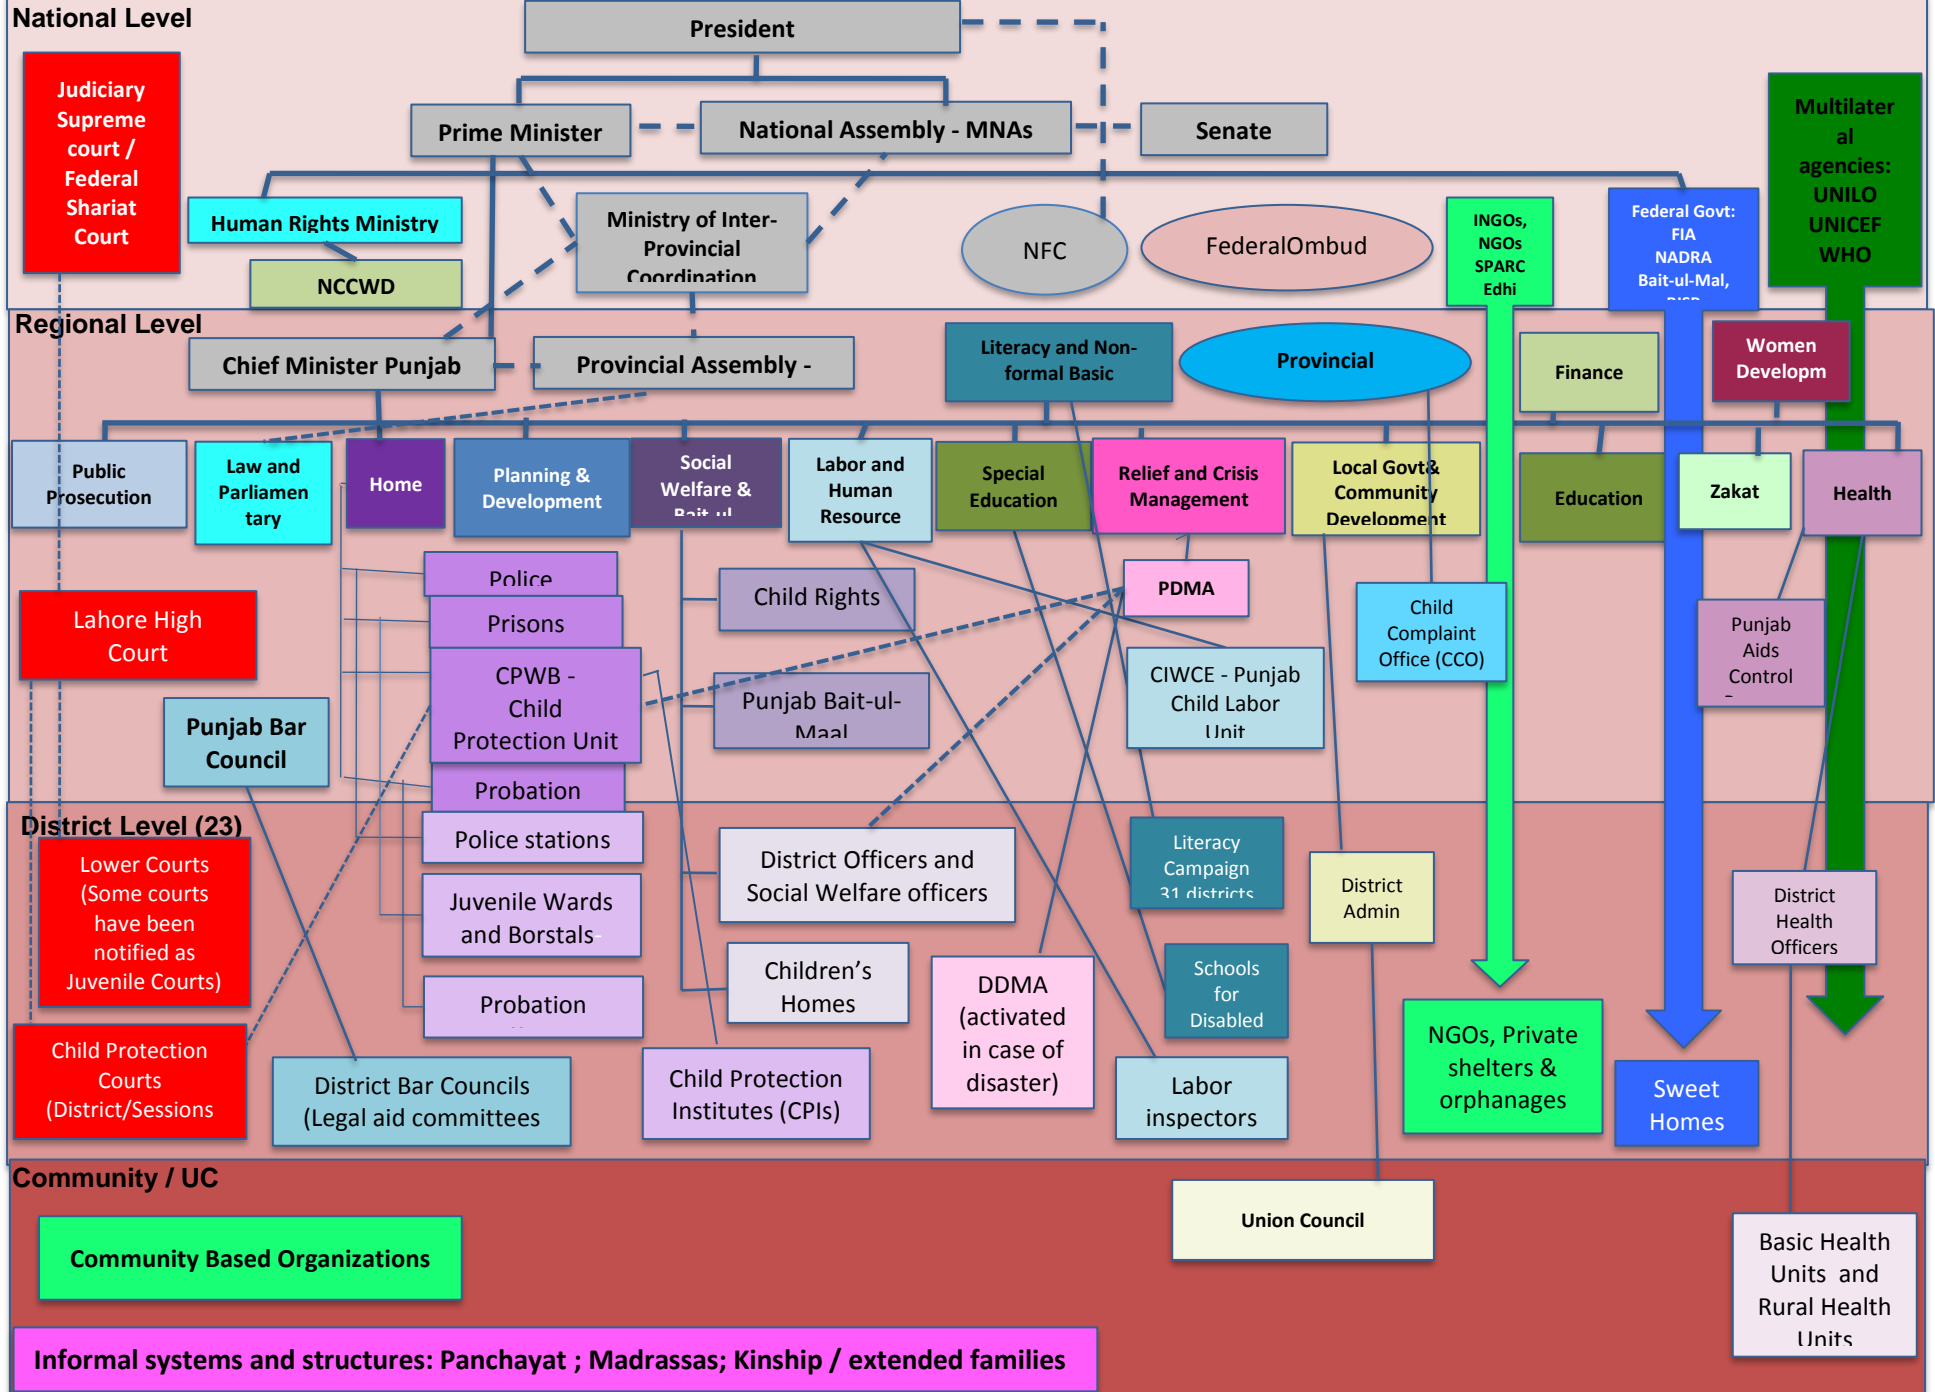 National Level
President
Judiciary
Supreme
court /
Federal
Shariat
Court
Prime Minister
National Assembly - MNAs
Senate
Multilater
al
agencies:
UNILO
UNICEF
WHO
Human Rights Ministry
NCCWD
Ministry of Inter-
Provincial
Coordination
NFC
FederalOmbud
INGOs,
NGOs
SPARC
Edhi
Federal Govt:
FIA
NADRA
Bait-ul-Mal,
Regional Level
Chief Minister Punjab
Provincial Assembly -
Literacy and Non-
formal Basic
Provincial
Finance
Women
Developm
Public
Prosecution
Law and
Parliamen
tary
Home
Planning &
Development
Social
Welfare &
Bait-ul
Labor and
Human
Resource
Special
Education
Relief and Crisis
Management
Local Govt&
Community
Development
Education
Zakat
Health
Police
Prisons
CPWB -
Child
Protection Unit
Probation
Child Rights
Punjab Bait-ul-
Maal
PDMA
CIWCE - Punjab
Child Labor
Unit
Child
Complaint
Office (CCO)
Punjab
Aids
Control
Lahore High
Court
Punjab Bar
Council
District Level (23)
Lower Courts
(Some courts
have been
notified as
Juvenile Courts)
Child Protection
Courts
(District/Sessions
Police stations
Juvenile Wards
and Borstals-
Probation
District Bar Councils
(Legal aid committees
District Officers and
Social Welfare officers
Children's
Homes
Child Protection
Institutes (CPIs)
DDMA
(activated
in case of
disaster)
Literacy
Campaign
31 districts
Schools
for
Disabled
Labor
inspectors
District
Admin
NGOs, Private
shelters &
orphanages
Sweet
Homes
District
Health
Officers
Community / UC
Community Based Organizations
Union Council
Basic Health
Units and
Rural Health
Units
Informal systems and structures: Panchayat ; Madrassas; Kinship / extended families